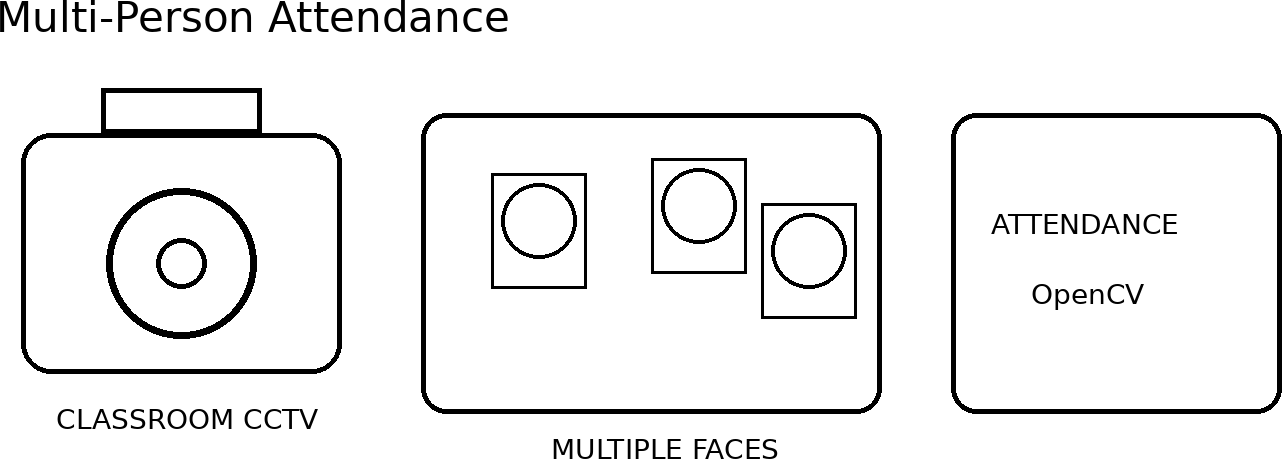 Multi-Person Attendance
ATTENDANCE
OpenCV
CLASSROOM CCTV
MULTIPLE FACES